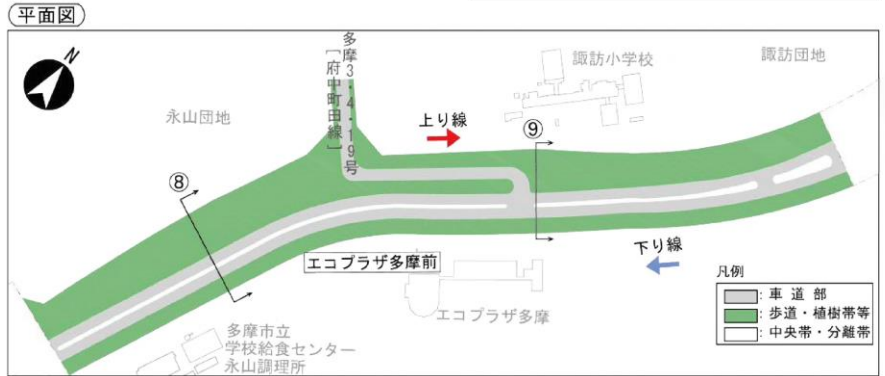 平面図
N
多摩3・4・19号
［府中町田線］
諏訪小学校
諏訪団地
永山団地
上り線
⑨
⑧
下り線
エコプラザ多摩前
凡例
：車道部
：歩道・植樹帯等
：中央帯・分離帯
エコプラザ多摩
多摩市立
学校給食センター
永山調理所